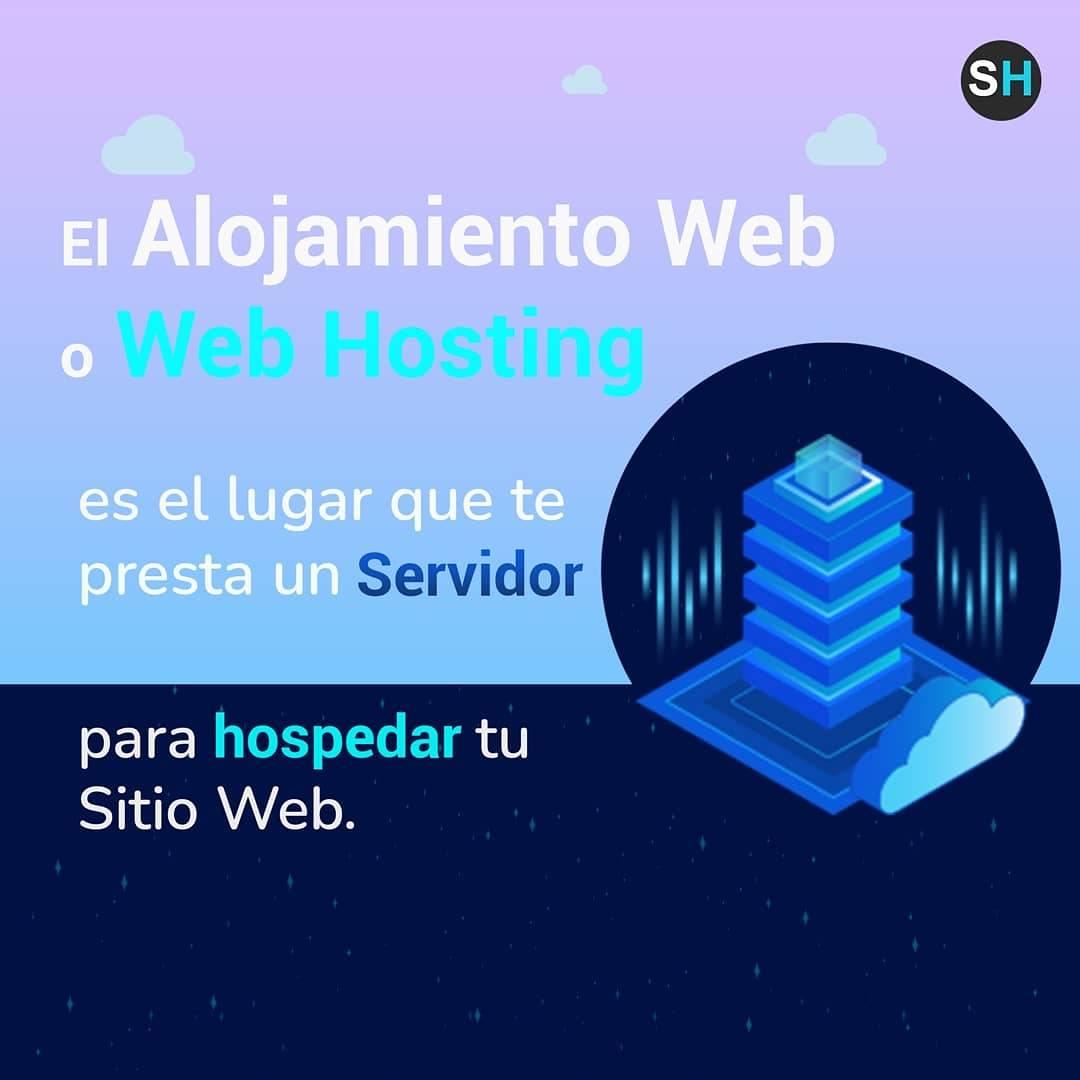 SH
El Alojamiento Web
o Web Hosting
es el lugar que te
presta un Servidor
para hospedar tu
Sitio Web.